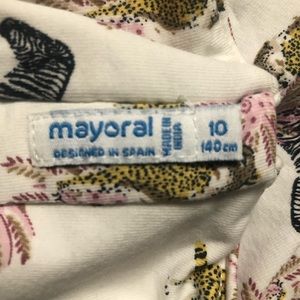 mayoral
DESIGNED IN SPAIN
MADE IN
INDIA
10
140cm